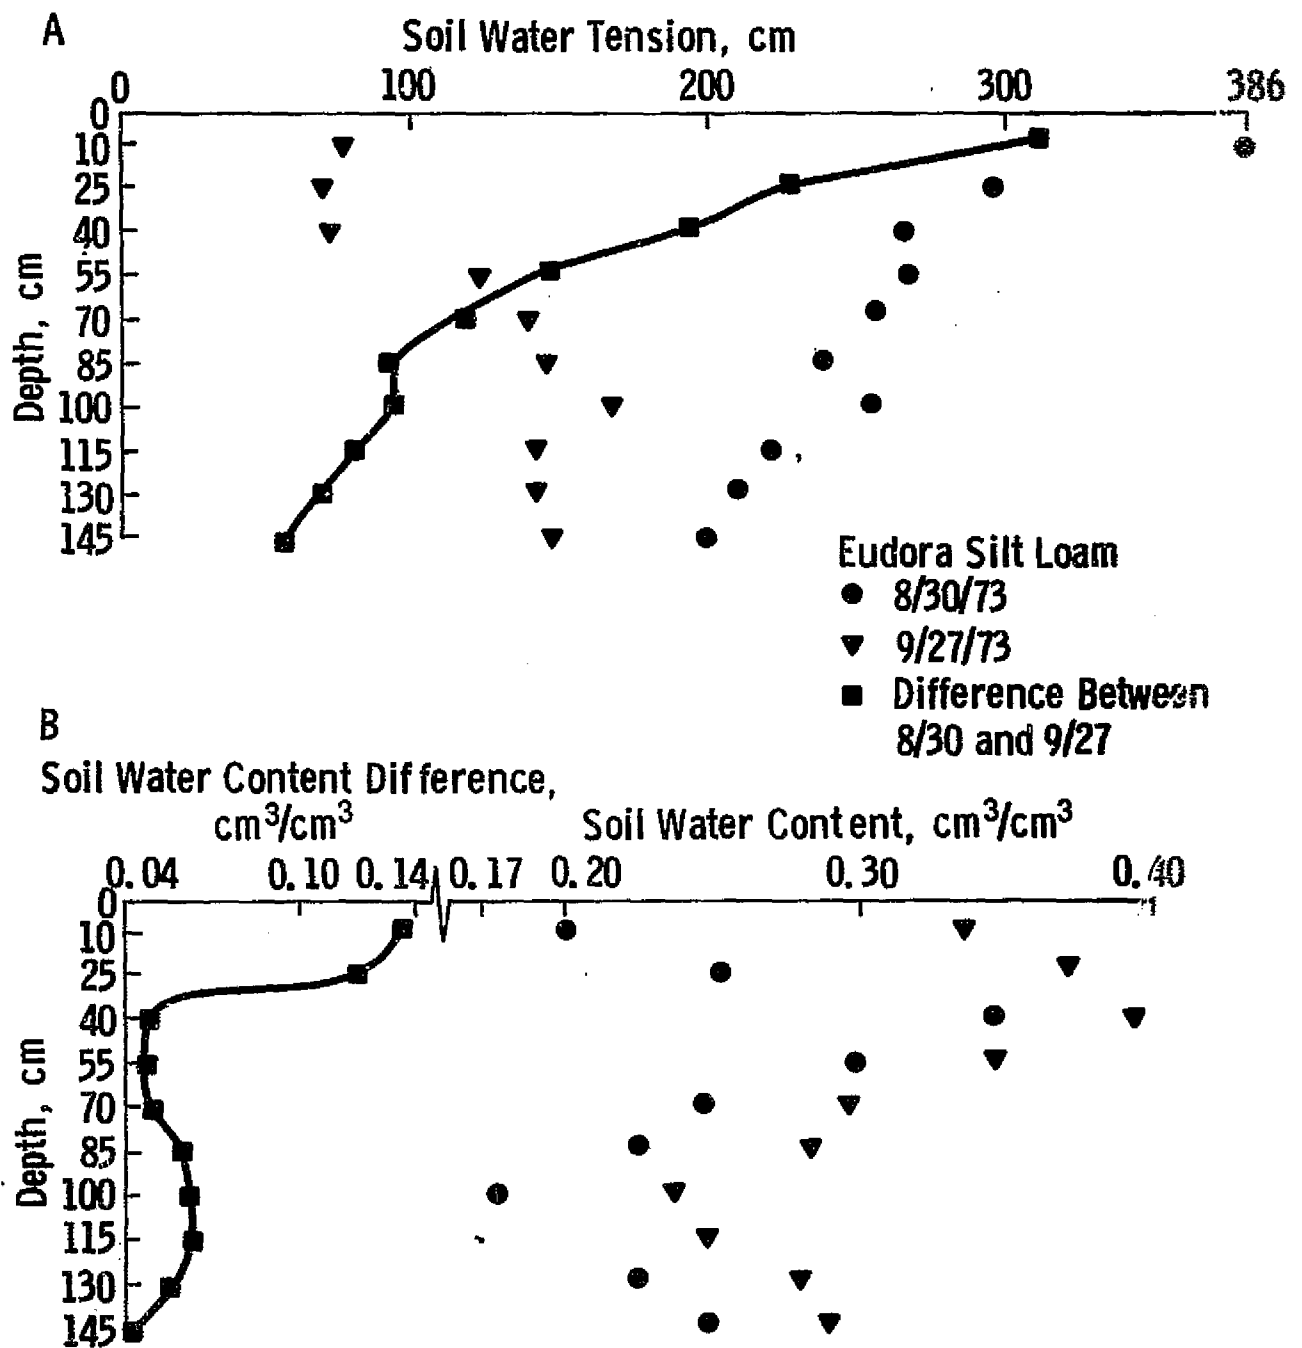 A
Soil Water Tension, cm
0 100 200 300 386
0
10
25
40
55
70
85
100
115
130
145
Depth, cm
Eudora Silt Loam
8/30/73
9/27/73
Difference Between
8/30 and 9/27
B
Soil Water Content Difference,
cm³/cm³
Soil Water Content, cm³/cm³
0.04 0.10 0.14 0.17 0.20 0.30 0.40
0
10
25
40
55
70
85
100
115
130
145
Depth, cm